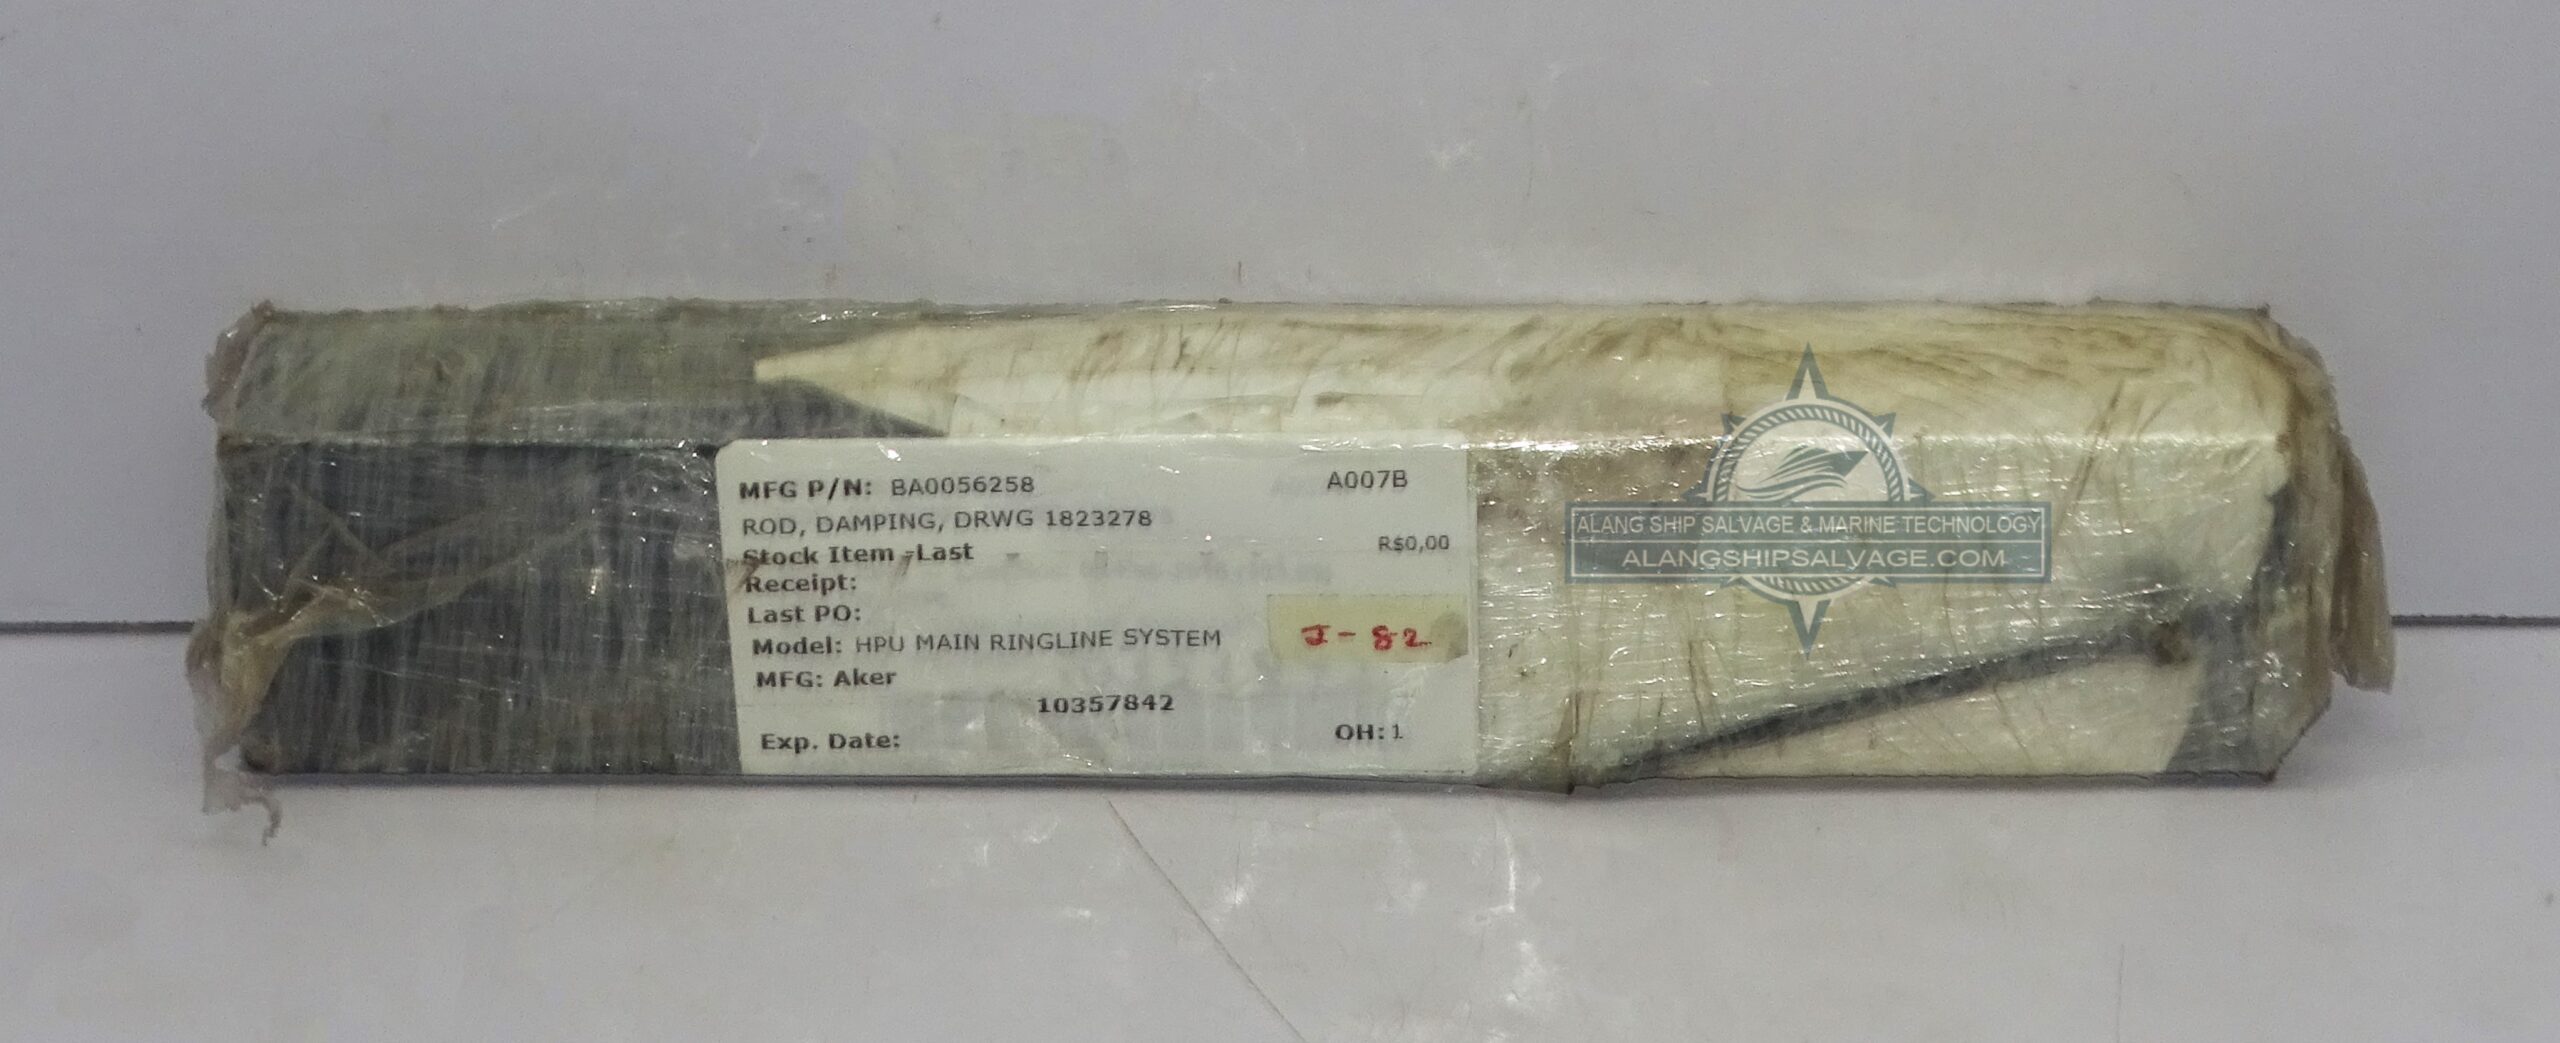 MFG P/N: BA0056258 A007B
ROD, DAMPING, DRWG 1823278
Stock Item -Last R$0,00
Receipt:
Last PO:
Model: HPU MAIN RINGLINE SYSTEM J-82
MFG: Aker
10357842
Exp. Date: OH: 1
ALANG SHIP SALVAGE & MARINE TECHNOLOGY
ALANGSHIPSALVAGE.COM